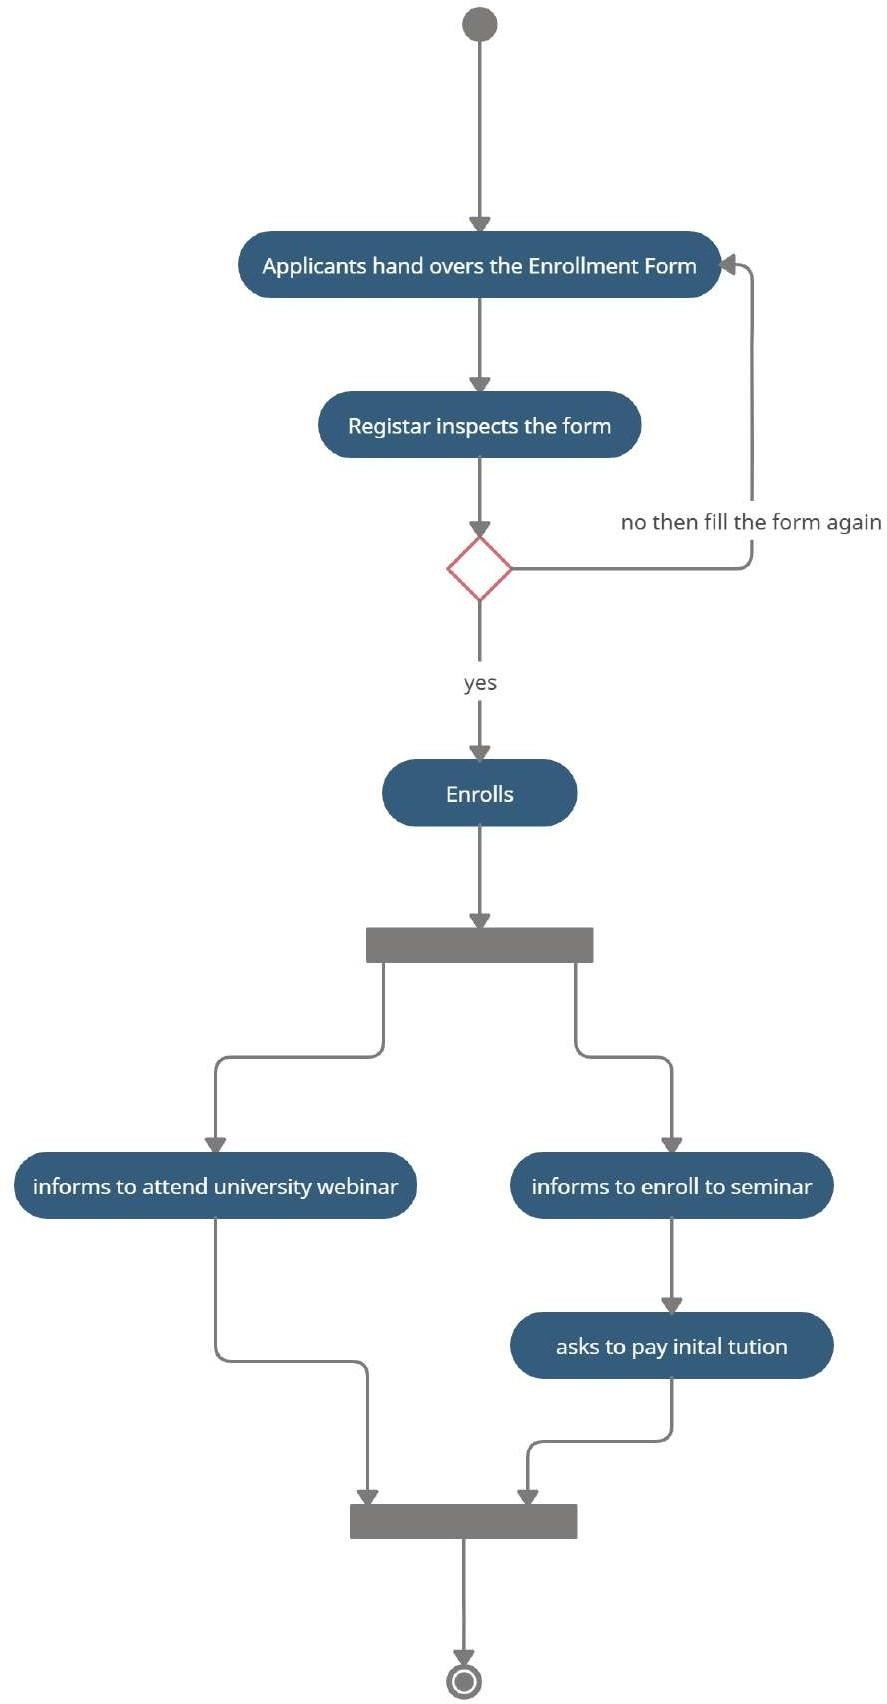 Applicants hand overs the Enrollment Form
Registar inspects the form
no then fill the form again
yes
Enrolls
informs to attend university webinar
informs to enroll to seminar
asks to pay inital tution